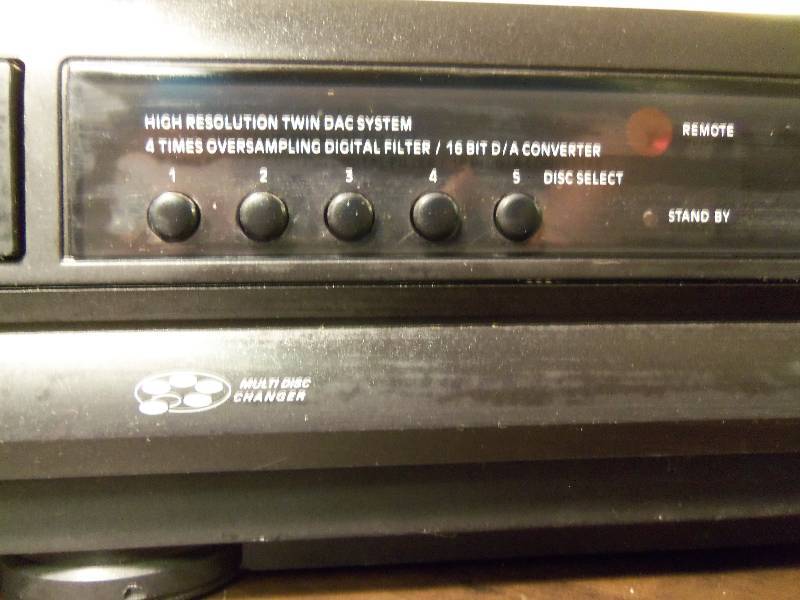 HIGH RESOLUTION TWIN DAC SYSTEM
4 TIMES OVERSAMPLING DIGITAL FILTER / 16 BIT D/A CONVERTER
REMOTE
1 2 3 4 5 DISC SELECT
STAND BY
MULTI DISC
CHANGER